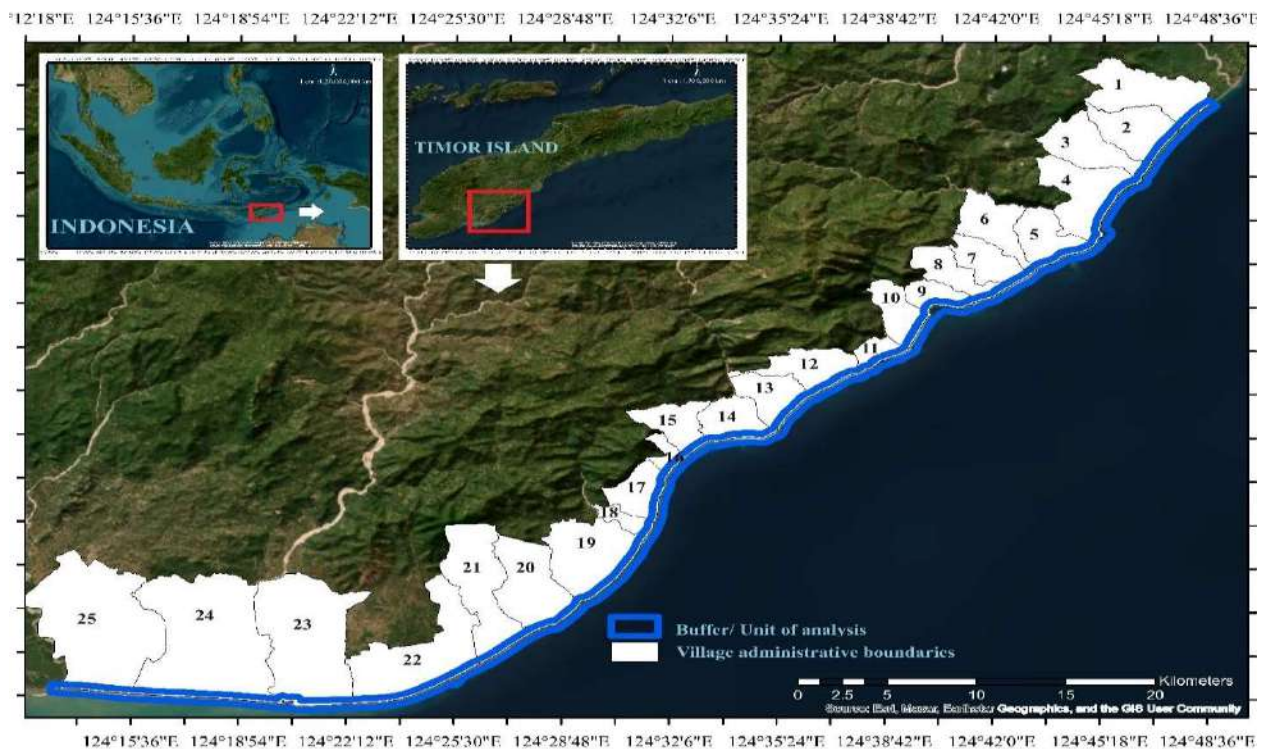 °12'18"E 124°15'36"E 124°18'54"E 124°22'12"E 124°25'30"E 124°28'48"E 124°32'6"E 124°35'24"E 124°38'42"E 124°42'0"E 124°45'18"E 124°48'36"E
INDONESIA
TIMOR ISLAND
1
2
3
4
5
6
7
8
9
10
11
12
13
14
15
16
17
18
19
20
21
22
23
24
25
Buffer/ Unit of analysis
Village administrative boundaries
Kilometers
0 2.5 5 10 15 20
Sources: Esri, Maxar, Earthstar Geographics, and the GIS User Community
124°15'36"E 124°18'54"E 124°22'12"E 124°25'30"E 124°28'48"E 124°32'6"E 124°35'24"E 124°38'42"E 124°42'0"E 124°45'18"E 124°48'36"E